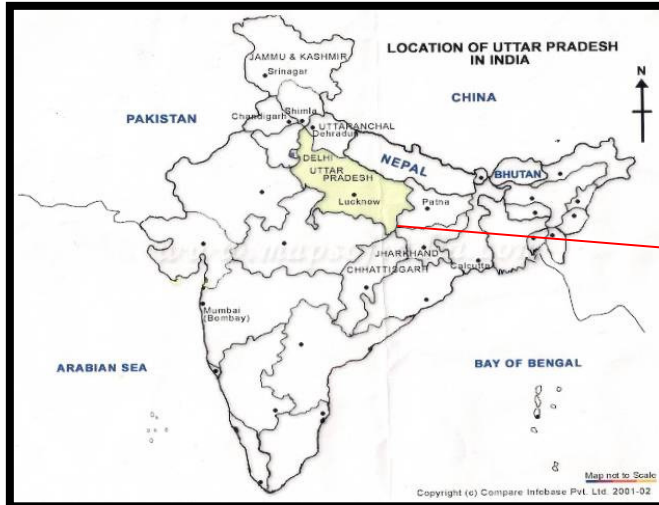 LOCATION OF UTTAR PRADESH
IN INDIA
N
JAMMU & KASHMIR
Srinagar
CHINA
PAKISTAN
Chandigarh
Shimla
UTTARANCHAL
Dehradun
DELHI
NEPAL
BHUTAN
UTTAR
PRADESH
Lucknow
Patna
JHARKHAND
CHHATTISGARH
Calcutta
Mumbai
(Bombay)
ARABIAN SEA
BAY OF BENGAL
Map not to Scale
Copyright (c) Compare Infobase Pvt. Ltd. 2001-02